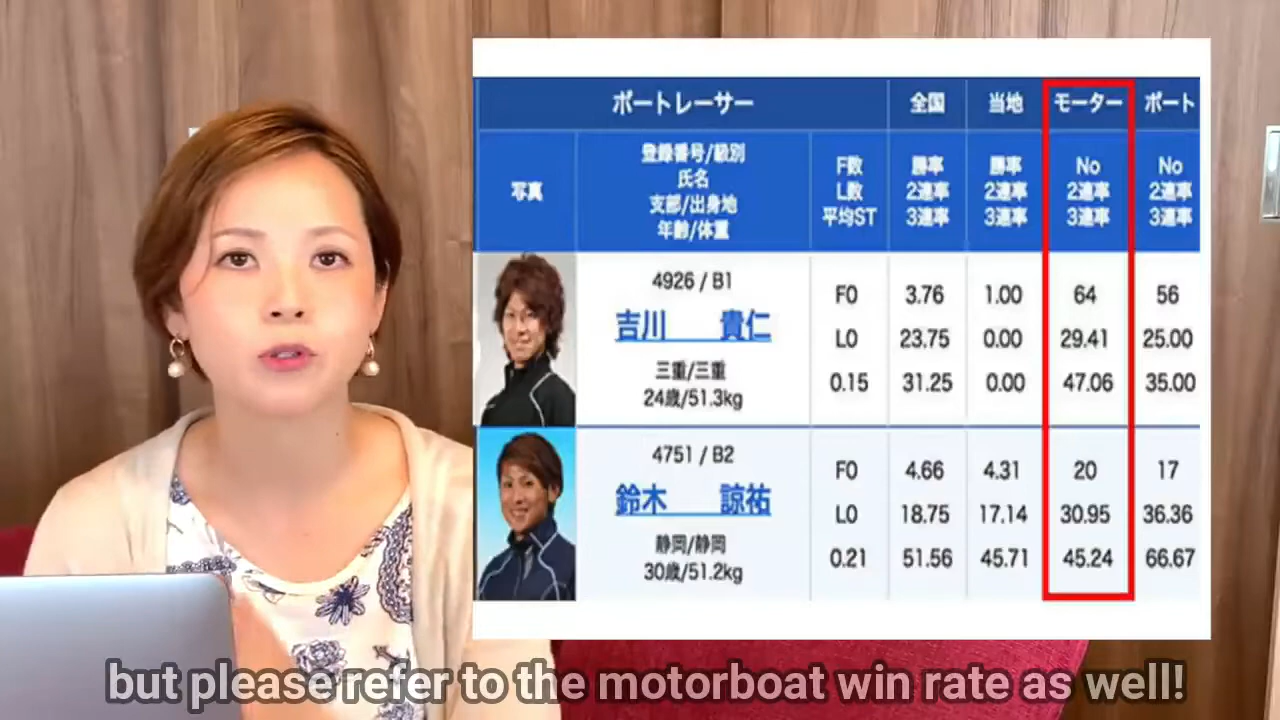 ボートレーサー 全国 当地 モーター ボート
写真 登録番号/級別 F数 勝率 勝率 No No
氏名 L数 2連率 2連率 2連率 2連率
支部/出身地 平均ST 3連率 3連率 3連率 3連率
年齢/体重
4926 / B1 F0 3.76 1.00 64 56
吉川 貴仁 L0 23.75 0.00 29.41 25.00
三重/三重 0.15 31.25 0.00 47.06 35.00
24歳/51.3kg
4751 / B2 F0 4.66 4.31 20 17
鈴木 諒祐 L0 18.75 17.14 30.95 36.36
静岡/静岡 0.21 51.56 45.71 45.24 66.67
30歳/51.2kg
but please refer to the motorboat win rate as well!